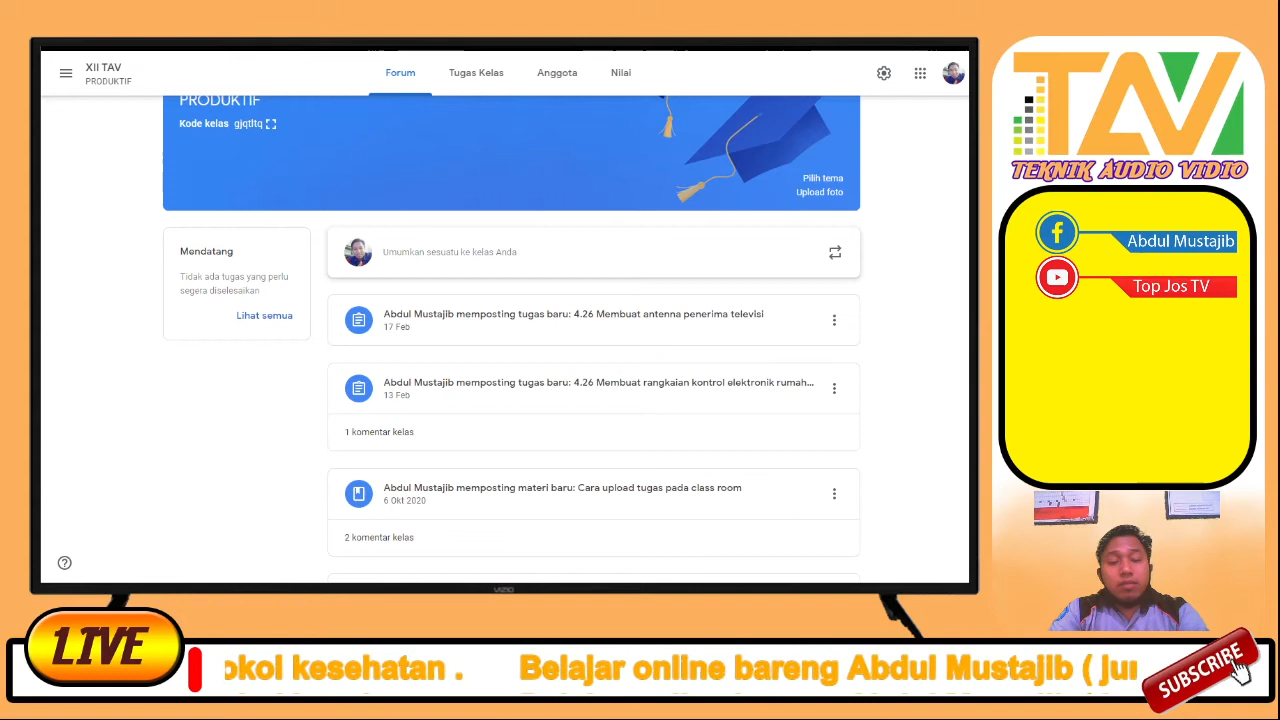 XII TAV
PRODUKTIF
Forum
Tugas Kelas
Anggota
Nilai
PRODUKTIF
Kode kelas gjqtltq
Pilih tema
Upload foto
Mendatang
Tidak ada tugas yang perlu
segera diselesaikan
Lihat semua
Umumkan sesuatu ke kelas Anda
Abdul Mustajib memposting tugas baru: 4.26 Membuat antenna penerima televisi
17 Feb
Abdul Mustajib memposting tugas baru: 4.26 Membuat rangkaian kontrol elektronik rumah...
13 Feb
1 komentar kelas
Abdul Mustajib memposting materi baru: Cara upload tugas pada class room
6 Okt 2020
2 komentar kelas
VIZIO
TAV
TEKNIK AUDIO VIDIO
Abdul Mustajib
Top Jos TV
LIVE
okol kesehatan . Belajar online bareng Abdul Mustajib ( jur
SUBSCRIBE